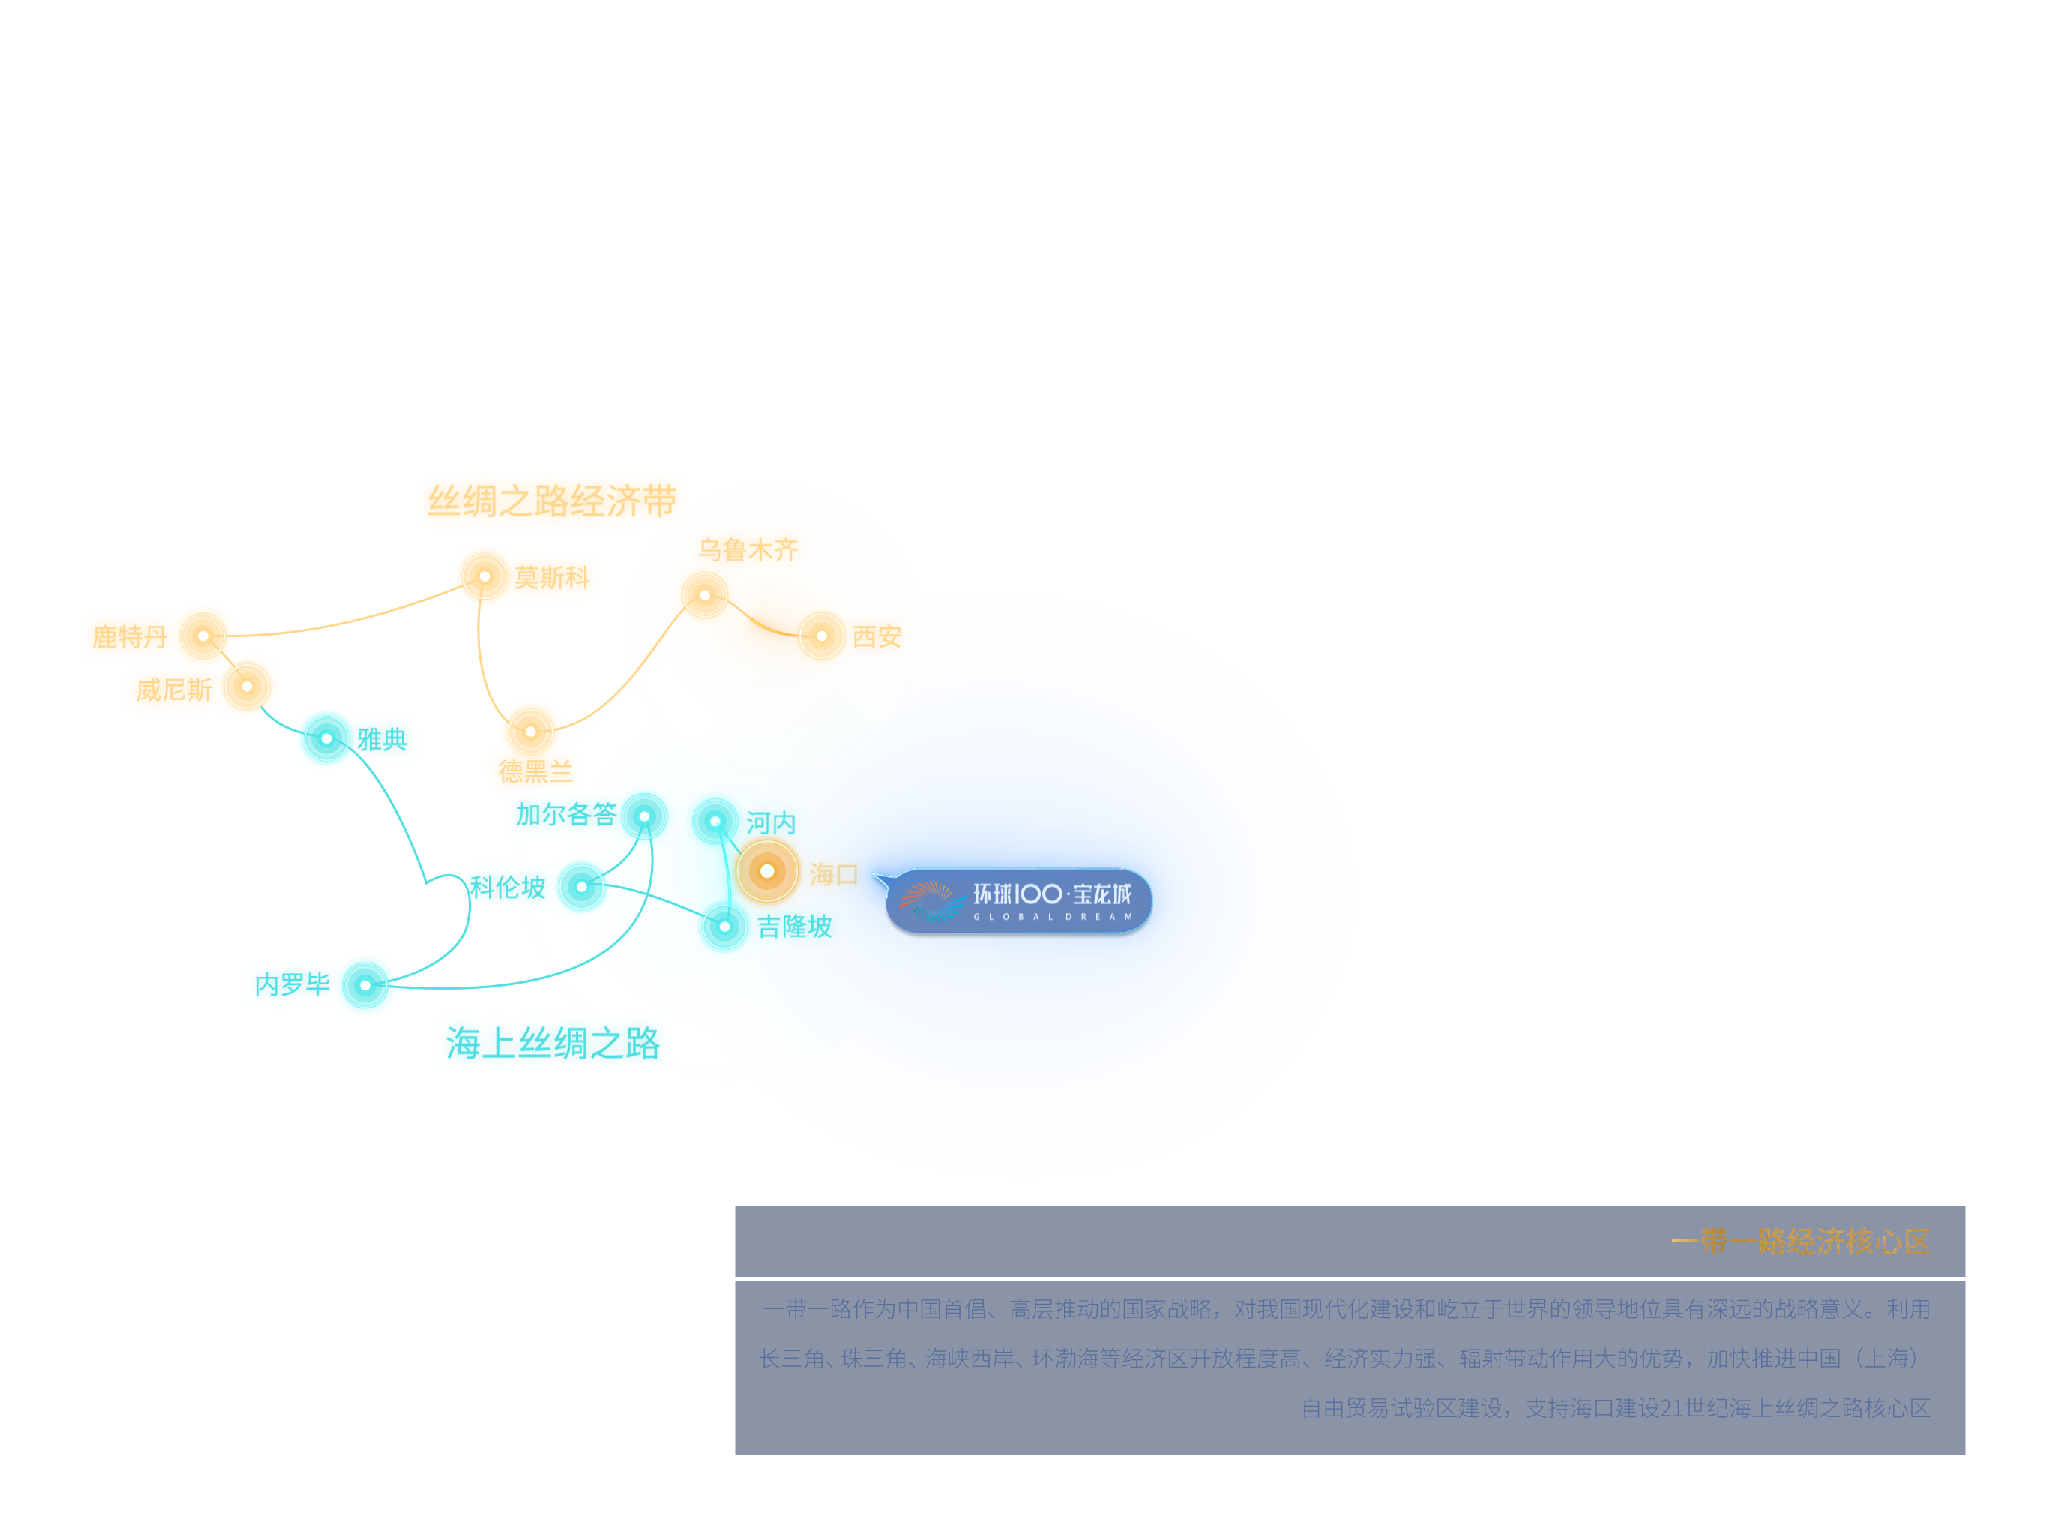 丝绸之路经济带
乌鲁木齐
莫斯科
鹿特丹
西安
威尼斯
雅典
德黑兰
加尔各答
河内
海口
科伦坡
环球100·宝龙城
GLOBAL DREAM
吉隆坡
内罗毕
海上丝绸之路
一带一路经济核心区
一带一路作为中国首倡、高层推动的国家战略，对我国现代化建设和屹立于世界的领导地位具有深远的战略意义。利用
长三角、珠三角、海峡西岸、环渤海等经济区开放程度高、经济实力强、辐射带动作用大的优势，加快推进中国（上海）
自由贸易试验区建设，支持海口建设21世纪海上丝绸之路核心区